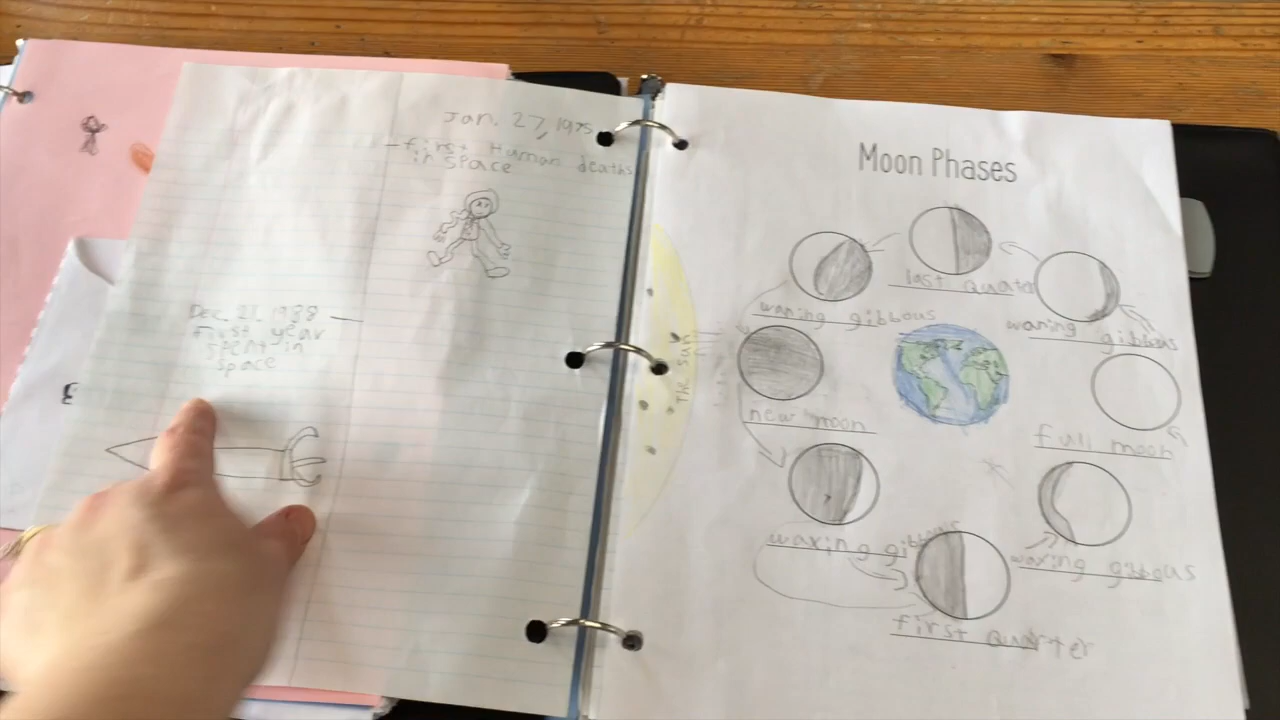 Jan. 27, 1975
-first Human deaths
in space
Dec. 21, 1988
first year
spent in
space
Moon Phases
last quater
waning gibbous
waning gibbous
the sun
new moon
full moon
waxing gibbous
waxing gibbous
first quarter